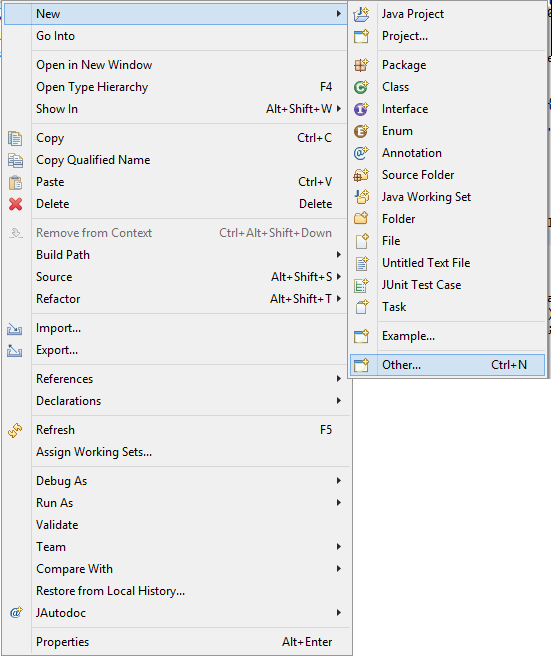 New
Go Into
Open in New Window
Open Type Hierarchy F4
Show In Alt+Shift+W
Copy Ctrl+C
Copy Qualified Name
Paste Ctrl+V
Delete Delete
Remove from Context Ctrl+Alt+Shift+Down
Build Path
Source Alt+Shift+S
Refactor Alt+Shift+T
Import...
Export...
References
Declarations
Refresh F5
Assign Working Sets...
Debug As
Run As
Validate
Team
Compare With
Restore from Local History...
JAutodoc
Properties Alt+Enter
Java Project
Project...
Package
Class
Interface
Enum
Annotation
Source Folder
Java Working Set
Folder
File
Untitled Text File
JUnit Test Case
Task
Example...
Other... Ctrl+N